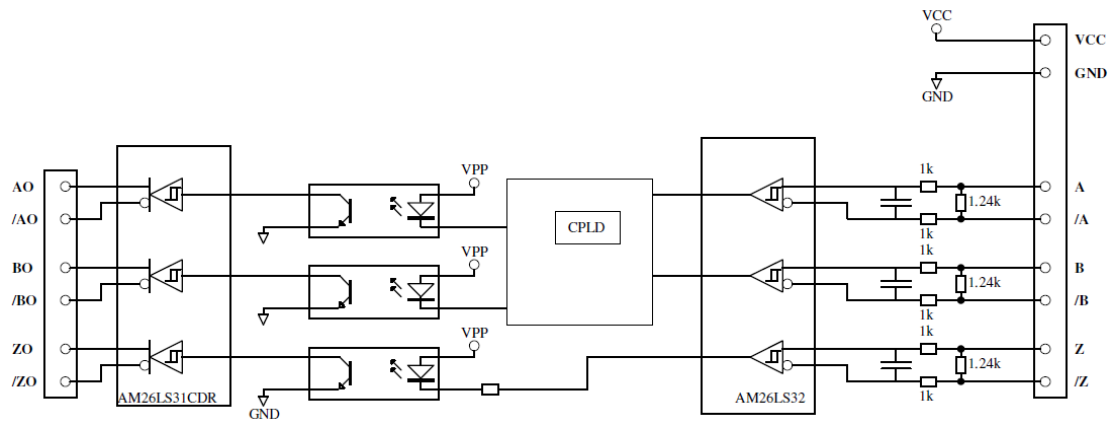 VCC
VCC
GND
GND
1k
VPP
AO
A
1.24k
/AO
/A
CPLD
1k
VPP
1k
BO
B
1.24k
/BO
/B
1k
VPP
1k
ZO
Z
1.24k
/ZO
/Z
1k
AM26LS31CDR
AM26LS32
GND